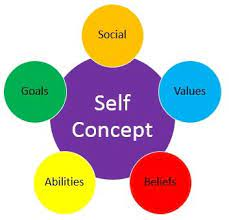 Social
Goals
Values
Self
Concept
Abilities
Beliefs